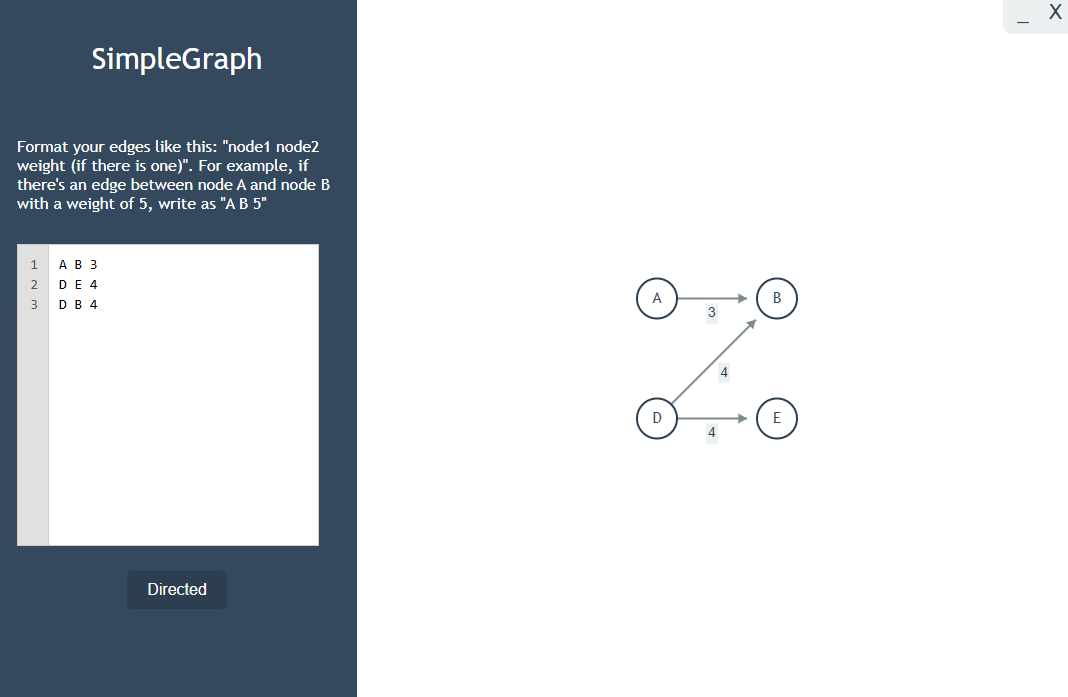 SimpleGraph
_ X
Format your edges like this: "node1 node2
weight (if there is one)". For example, if
there's an edge between node A and node B
with a weight of 5, write as "A B 5"
1 A B 3
2 D E 4
3 D B 4
Directed
A
B
3
4
D
E
4